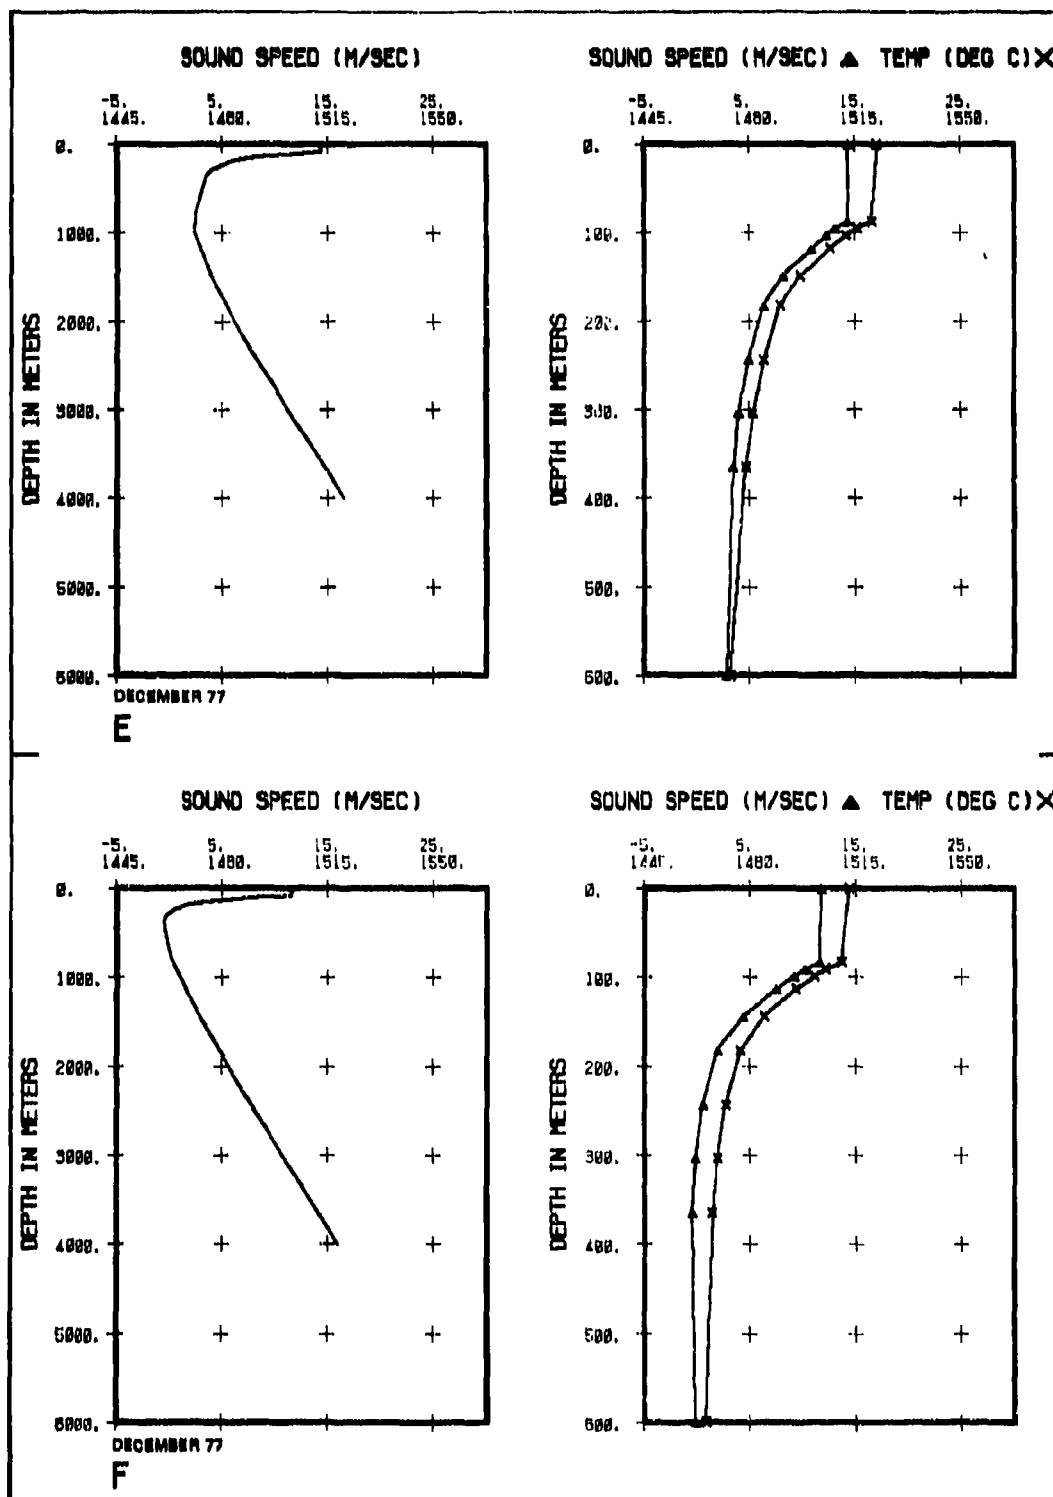 SOUND SPEED (M/SEC)
SOUND SPEED (M/SEC) ▲ TEMP (DEG C) X
-5. 5. 15. 25.
1445. 1480. 1515. 1550.
-5. 5. 15. 25.
1445. 1480. 1515. 1550.
0.
1000.
2000.
3000.
4000.
5000.
6000.
DEPTH IN METERS
0.
100.
200.
300.
400.
500.
600.
DEPTH IN METERS
DECEMBER 77
E
SOUND SPEED (M/SEC)
SOUND SPEED (M/SEC) ▲ TEMP (DEG C) X
-5. 5. 15. 25.
1445. 1480. 1515. 1550.
-5. 5. 15. 25.
1480. 1515. 1550.
0.
1000.
2000.
3000.
4000.
5000.
6000.
DEPTH IN METERS
0.
100.
200.
300.
400.
500.
600.
DEPTH IN METERS
DECEMBER 77
F